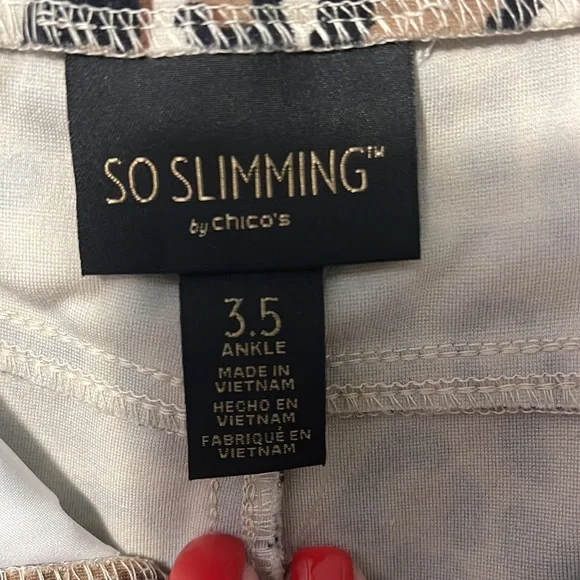 SO SLIMMING™
by chico's
3.5
ANKLE
MADE IN
VIETNAM
HECHO EN
VIETNAM
FABRIQUÉ EN
VIETNAM